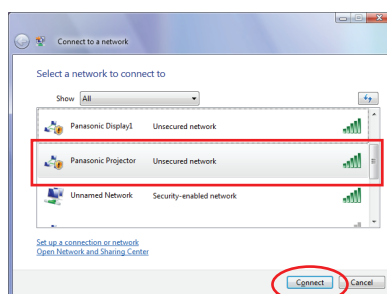 Connect to a network
Select a network to connect to
Show All
Panasonic Display1 Unsecured network
Panasonic Projector Unsecured network
Unnamed Network Security-enabled network
Set up a connection or network
Open Network and Sharing Center
Connect Cancel